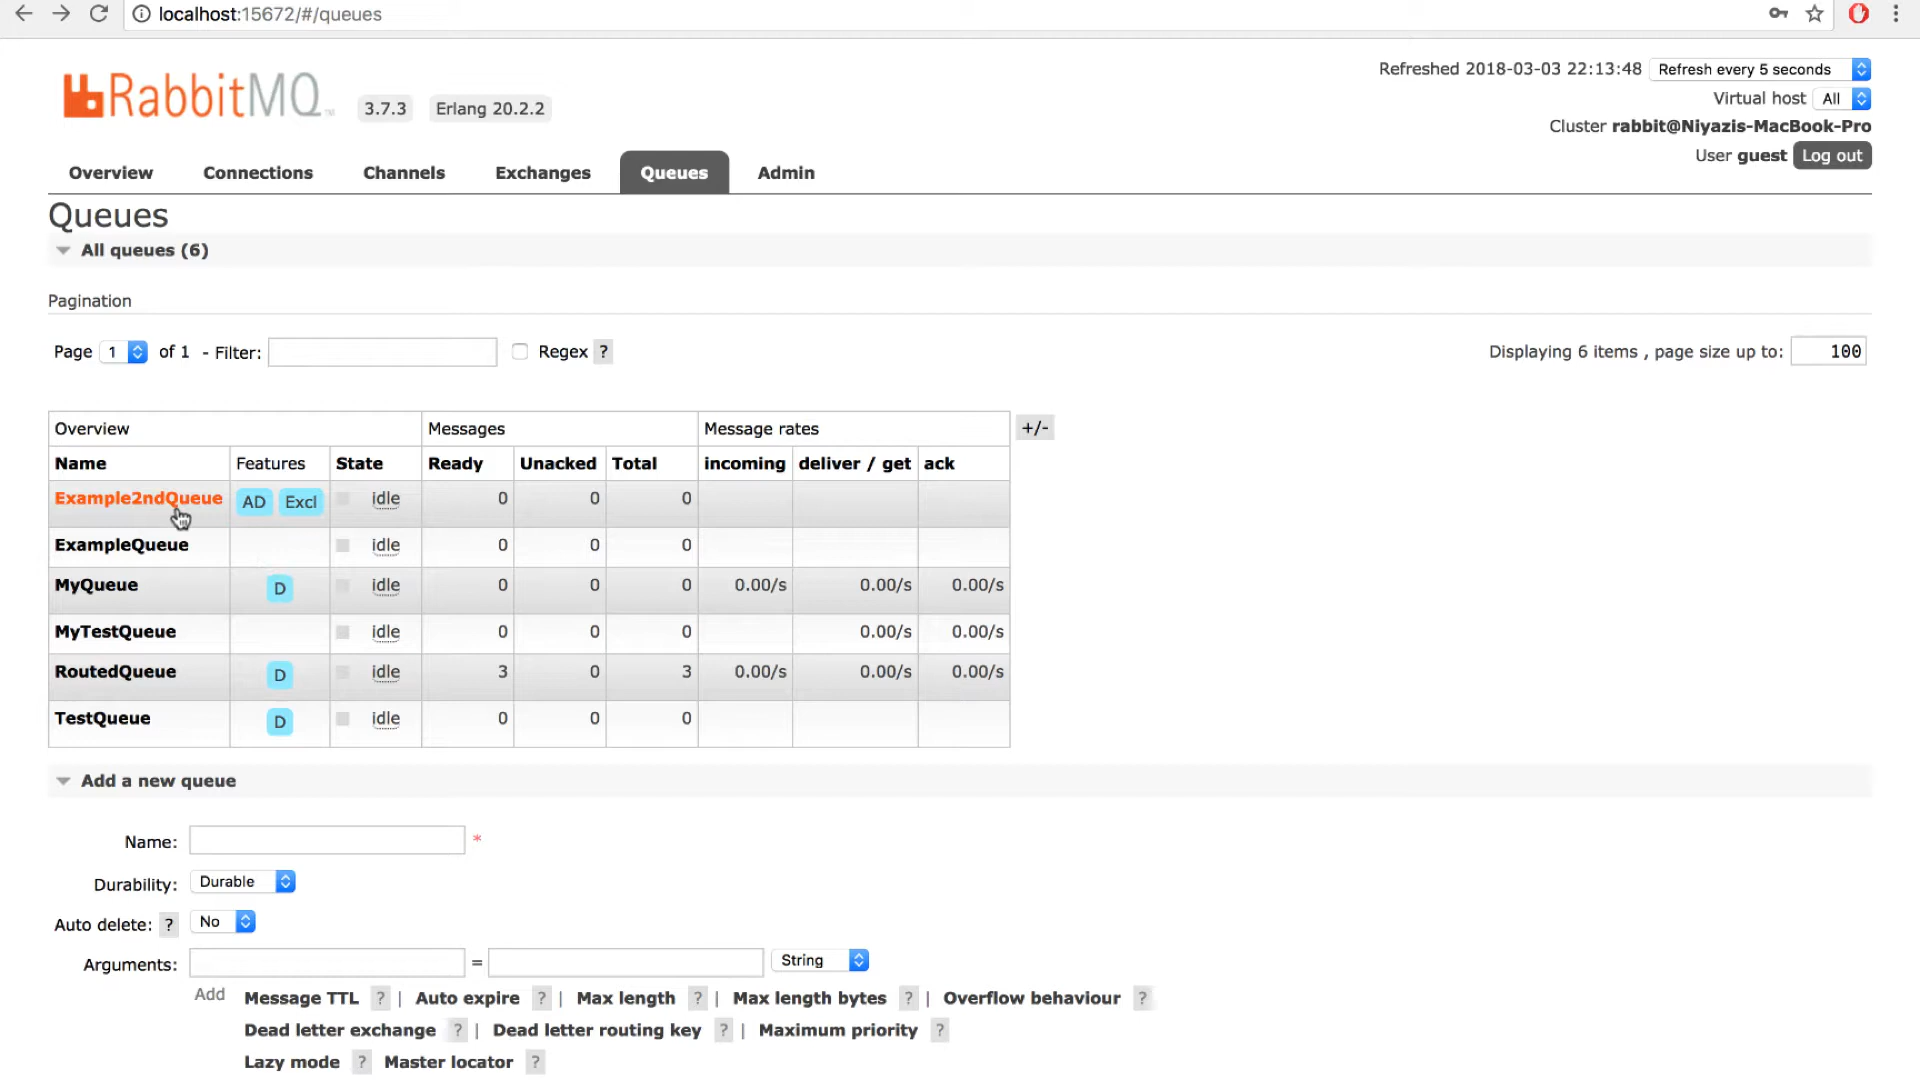 localhost:15672/#/queues
RabbitMQ™ 3.7.3 Erlang 20.2.2
Refreshed 2018-03-03 22:13:48 Refresh every 5 seconds
Virtual host All
Cluster rabbit@Niyazis-MacBook-Pro
User guest Log out
Overview Connections Channels Exchanges Queues Admin
Queues
All queues (6)
Pagination
Page 1 of 1 - Filter: Regex ? Displaying 6 items , page size up to: 100
Overview Messages Message rates +/-
Name Features State Ready Unacked Total incoming deliver / get ack
Example2ndQueue AD Excl idle 0 0 0
ExampleQueue idle 0 0 0
MyQueue D idle 0 0 0 0.00/s 0.00/s 0.00/s
MyTestQueue idle 0 0 0 0.00/s 0.00/s
RoutedQueue D idle 3 0 3 0.00/s 0.00/s 0.00/s
TestQueue D idle 0 0 0
Add a new queue
Name: *
Durability: Durable
Auto delete: ? No
Arguments: = String
Add Message TTL ? | Auto expire ? | Max length ? | Max length bytes ? | Overflow behaviour ?
Dead letter exchange ? | Dead letter routing key ? | Maximum priority ?
Lazy mode ? Master locator ?